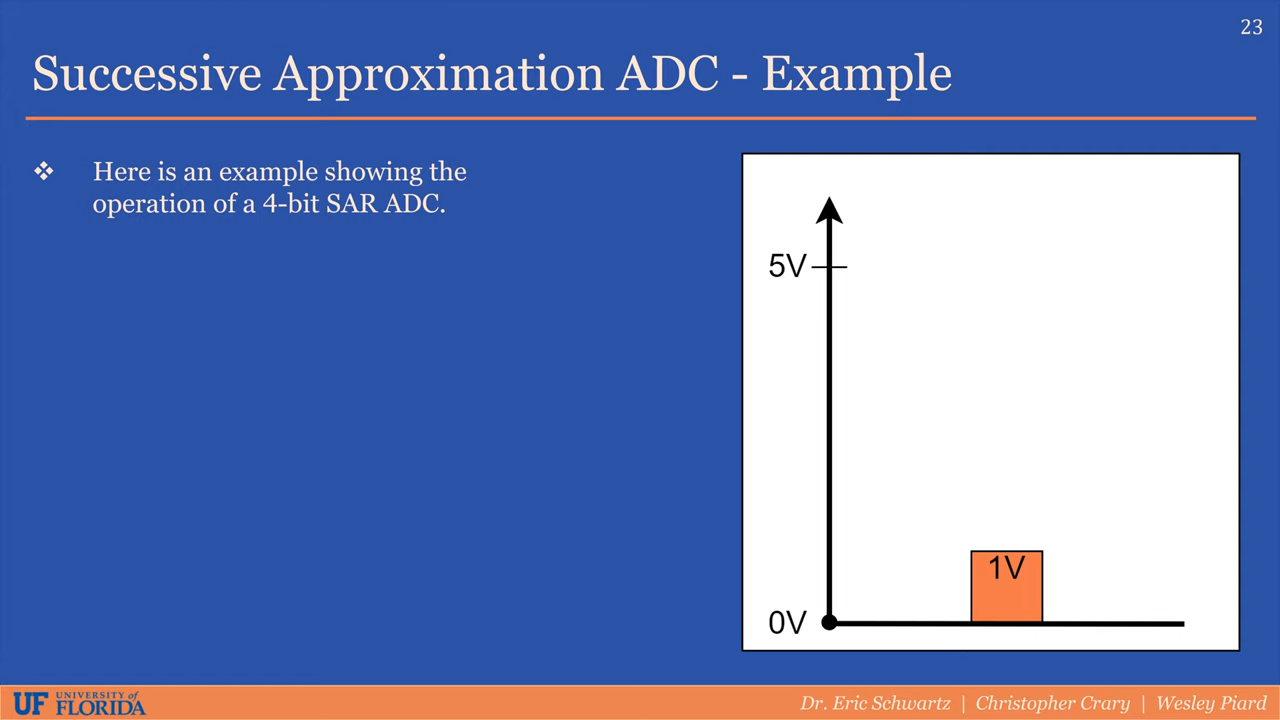 23
Successive Approximation ADC - Example
❖ Here is an example showing the
operation of a 4-bit SAR ADC.
5V
1V
0V
UF UNIVERSITY of
FLORIDA
Dr. Eric Schwartz | Christopher Crary | Wesley Piard